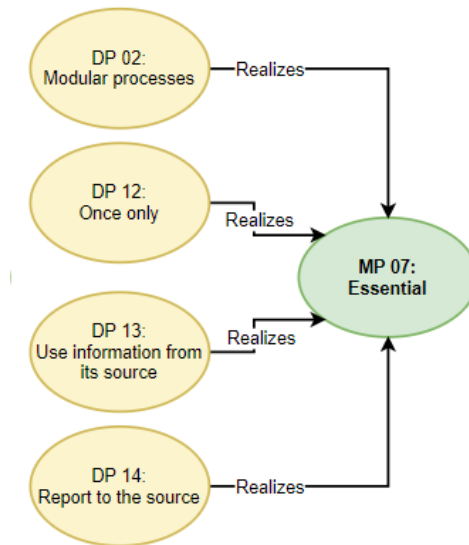 DP 02:
Modular processes
Realizes
DP 12:
Once only
Realizes
MP 07:
Essential
DP 13:
Use information from
its source
Realizes
DP 14:
Report to the source
Realizes